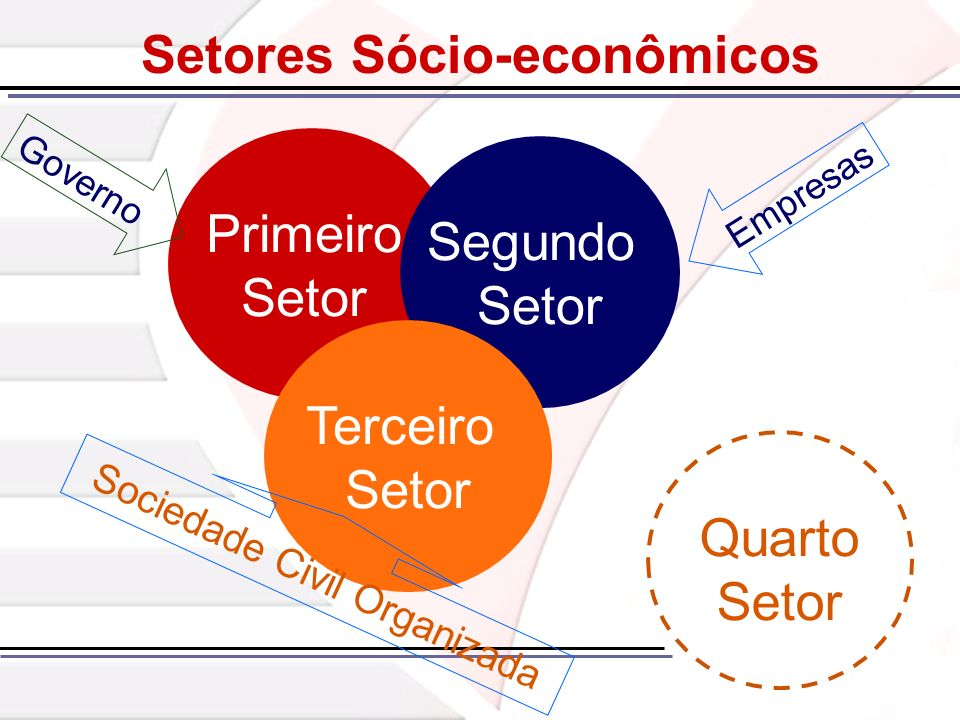 Setores Sócio-econômicos
Governo
Empresas
Primeiro
Setor
Segundo
Setor
Terceiro
Setor
Sociedade Civil Organizada
Quarto
Setor